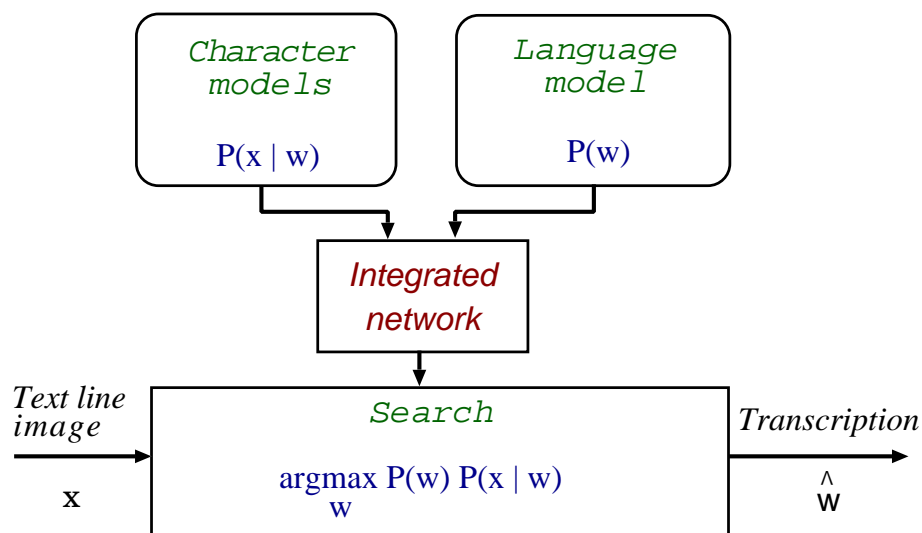 Character
models
P(x | w)
Language
model
P(w)
Integrated
network
Text line
image
x
Search
argmax P(w) P(x | w)
w
Transcription
ŵ